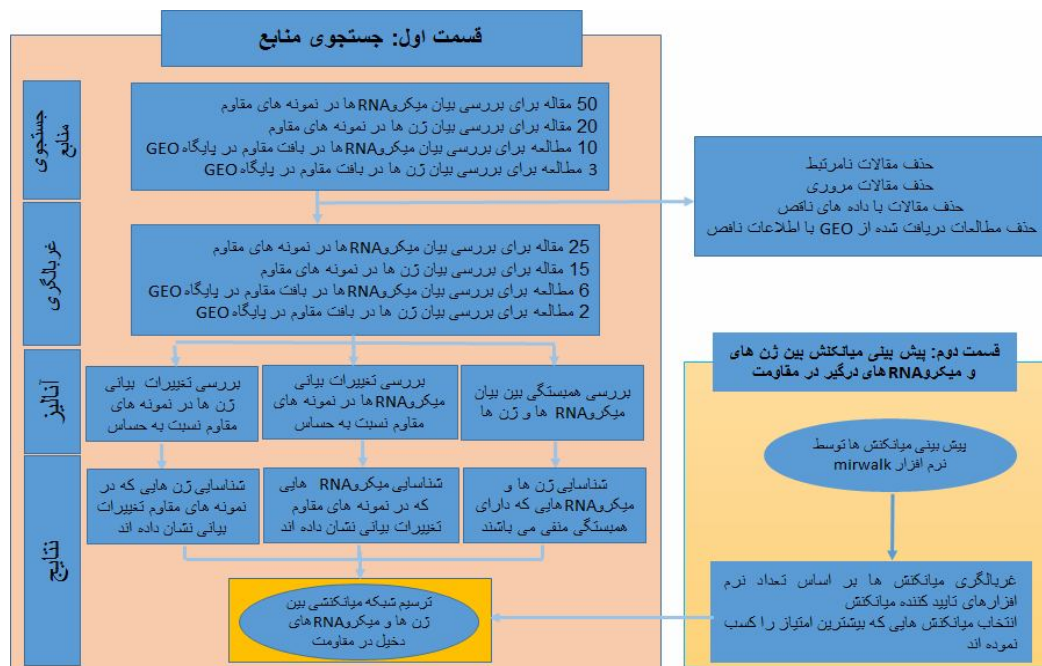 قسمت اول: جستجوی منابع
جستجوی
منابع
50 مقاله برای بررسی بیان میکروRNAها در نمونه های مقاوم
20 مقاله برای بررسی بیان ژن ها در نمونه های مقاوم
10 مطالعه برای بررسی بیان میکروRNAها در بافت مقاوم در پایگاه GEO
3 مطالعه برای بررسی بیان ژن ها در بافت مقاوم در پایگاه GEO
حذف مقالات نامرتبط
حذف مقالات مروری
حذف مقالات با داده های ناقص
حذف مطالعات دریافت شده از GEO با اطلاعات ناقص
غربالگری
25 مقاله برای بررسی بیان میکروRNAها در نمونه های مقاوم
15 مقاله برای بررسی بیان ژن ها در نمونه های مقاوم
6 مطالعه برای بررسی بیان میکروRNAها در بافت مقاوم در پایگاه GEO
2 مطالعه برای بررسی بیان ژن ها در بافت مقاوم در پایگاه GEO
آنالیز
بررسی همبستگی بین بیان
میکروRNA ها و ژن ها
بررسی تغییرات بیانی
میکروRNAها در نمونه های
مقاوم نسبت به حساس
بررسی تغییرات بیانی
ژن ها در نمونه های
مقاوم نسبت به حساس
نتایج
شناسایی ژن ها و
میکروRNAهایی که دارای
همبستگی منفی می باشند
شناسایی میکروRNA هایی
که در نمونه های مقاوم
تغییرات بیانی نشان داده اند
شناسایی ژن هایی که در
نمونه های مقاوم تغییرات
بیانی نشان داده اند
ترسیم شبکه میانکنشی بین
ژن ها و میکروRNAهای
دخیل در مقاومت
قسمت دوم: پیش بینی میانکنش بین ژن های
و میکروRNAهای درگیر در مقاومت
پیش بینی میانکنش ها توسط
نرم افزار mirwalk
غربالگری میانکنش ها بر اساس تعداد نرم
افزارهای تایید کننده میانکنش
انتخاب میانکنش هایی که بیشترین امتیاز را کسب
نموده اند